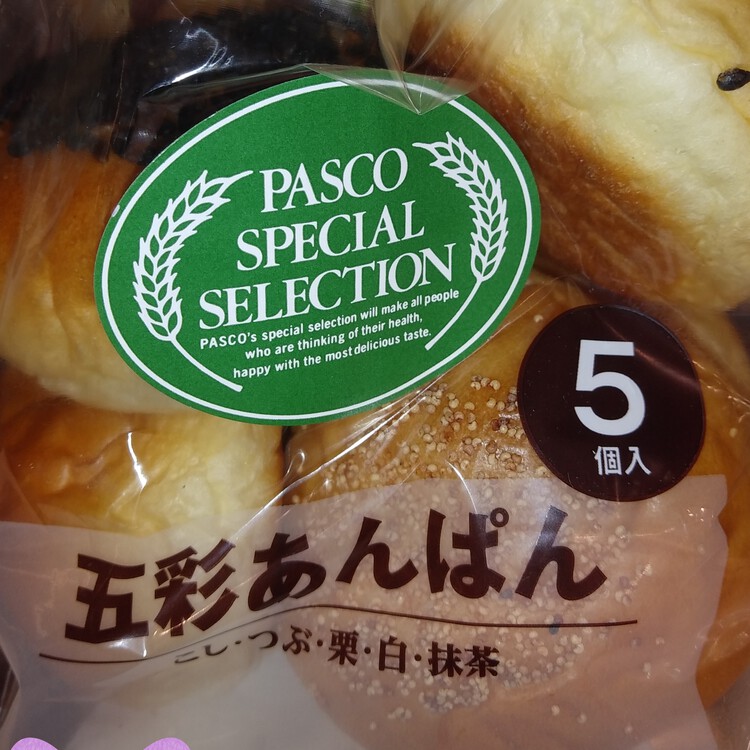 PASCO
SPECIAL
SELECTION
PASCO's special selection will make all people
who are thinking of their health,
happy with the most delicious taste.
5
個入
五彩あんぱん
こし・つぶ・栗・白・抹茶